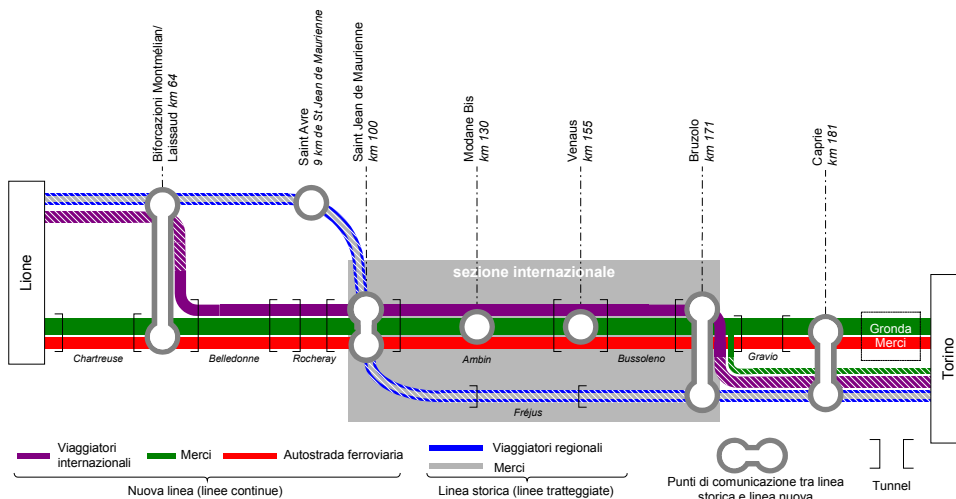 Biforcazioni Montmélian/
Laissaud km 64
Saint Avre
9 km de St Jean de Maurienne
Saint Jean de Maurienne
km 100
Modane Bis
km 130
Venaus
km 155
Bruzolo
km 171
Caprie
km 181
Lione
sezione internazionale
Torino
Gronda
Merci
Chartreuse
Belledonne
Rocheray
Ambin
Bussoleno
Gravio
Fréjus
Viaggiatori
internazionali
Merci
Autostrada ferroviaria
Nuova linea (linee continue)
Viaggiatori regionali
Merci
Linea storica (linee tratteggiate)
Punti di comunicazione tra linea
storica e linea nuova
Tunnel